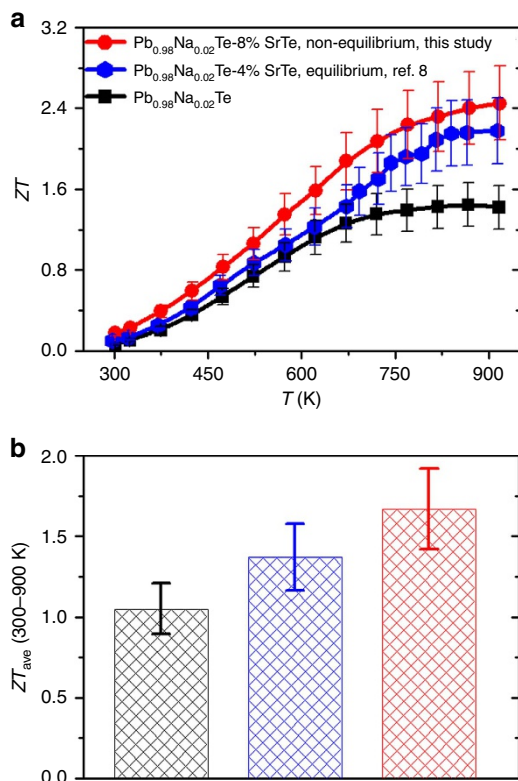 a
3.2
Pb0.98Na0.02Te-8% SrTe, non-equilibrium, this study
Pb0.98Na0.02Te-4% SrTe, equilibrium, ref. 8
2.4
Pb0.98Na0.02Te
ZT
1.6
0.8
0.0
300 450 600 750 900
T (K)
b
2.0
1.5
ZTave (300–900 K)
1.0
0.5
0.0